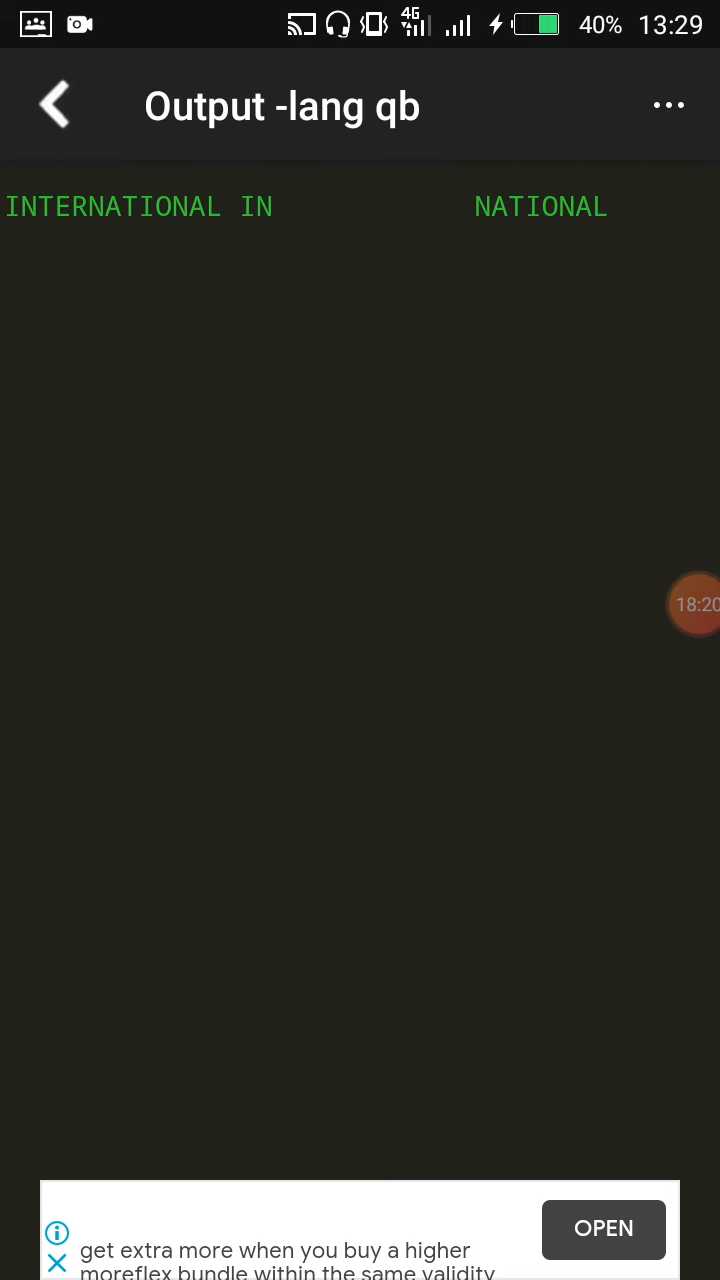 4G 40% 13:29
Output -lang qb
INTERNATIONAL IN NATIONAL
18:20
get extra more when you buy a higher
moreflex bundle within the same validity
OPEN